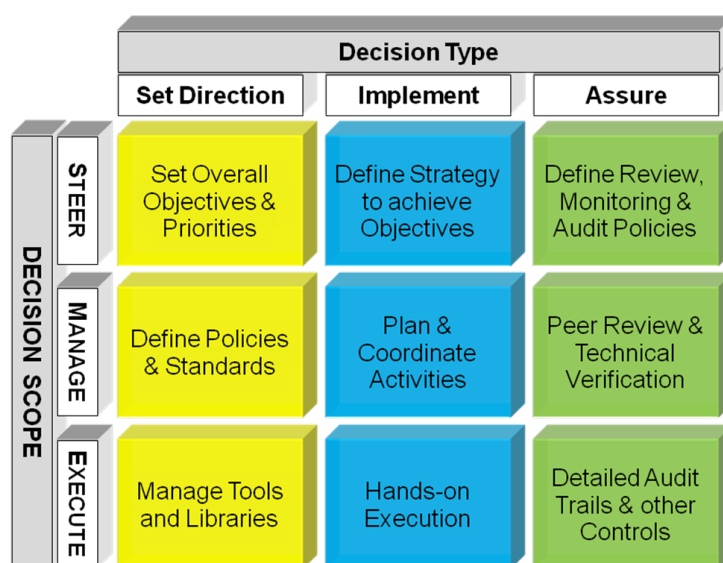 Decision Type
Set Direction
Implement
Assure
DECISION SCOPE
STEER
Set Overall
Objectives &
Priorities
Define Strategy
to achieve
Objectives
Define Review,
Monitoring &
Audit Policies
MANAGE
Define Policies
& Standards
Plan &
Coordinate
Activities
Peer Review &
Technical
Verification
EXECUTE
Manage Tools
and Libraries
Hands-on
Execution
Detailed Audit
Trails & other
Controls